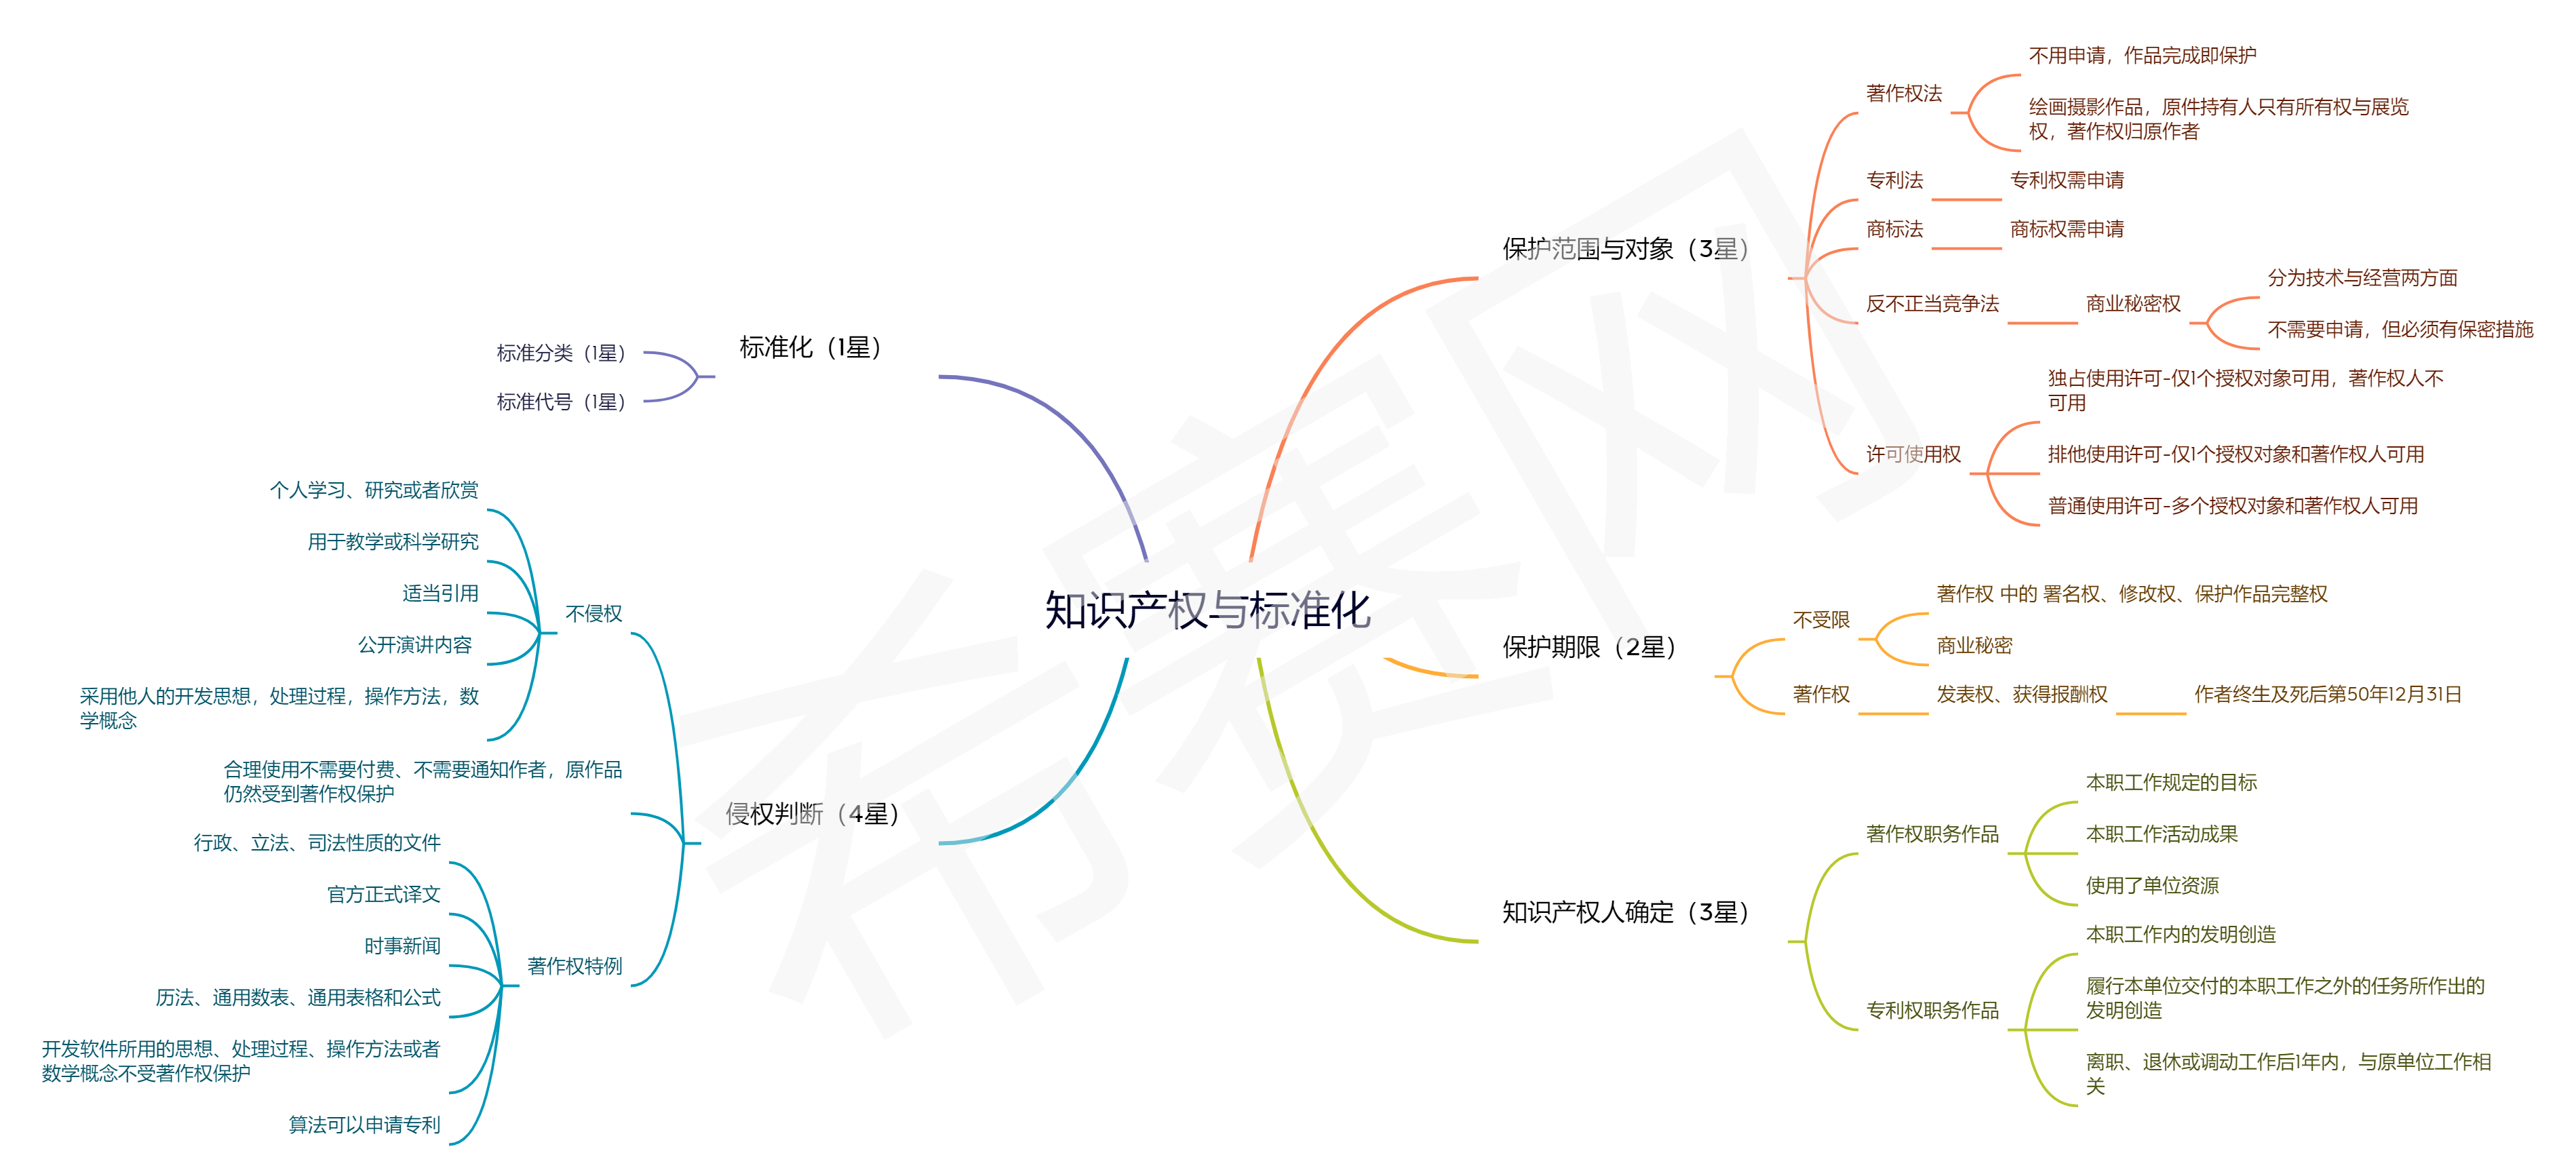 知识产权与标准化
保护范围与对象（3星）
著作权法
不用申请，作品完成即保护
绘画摄影作品，原件持有人只有所有权与展览
权，著作权归原作者
专利法
专利权需申请
商标法
商标权需申请
反不正当竞争法
商业秘密权
分为技术与经营两方面
不需要申请，但必须有保密措施
许可使用权
独占使用许可-仅1个授权对象可用，著作权人不
可用
排他使用许可-仅1个授权对象和著作权人可用
普通使用许可-多个授权对象和著作权人可用
保护期限（2星）
不受限
著作权 中的 署名权、修改权、保护作品完整权
商业秘密
著作权
发表权、获得报酬权
作者终生及死后第50年12月31日
知识产权人确定（3星）
著作权职务作品
本职工作规定的目标
本职工作活动成果
使用了单位资源
专利权职务作品
本职工作内的发明创造
履行本单位交付的本职工作之外的任务所作出的
发明创造
离职、退休或调动工作后1年内，与原单位工作相
关
标准化（1星）
标准分类（1星）
标准代号（1星）
侵权判断（4星）
不侵权
个人学习、研究或者欣赏
用于教学或科学研究
适当引用
公开演讲内容
采用他人的开发思想，处理过程，操作方法，数
学概念
合理使用不需要付费、不需要通知作者，原作品
仍然受到著作权保护
著作权特例
行政、立法、司法性质的文件
官方正式译文
时事新闻
历法、通用数表、通用表格和公式
开发软件所用的思想、处理过程、操作方法或者
数学概念不受著作权保护
算法可以申请专利
希赛网